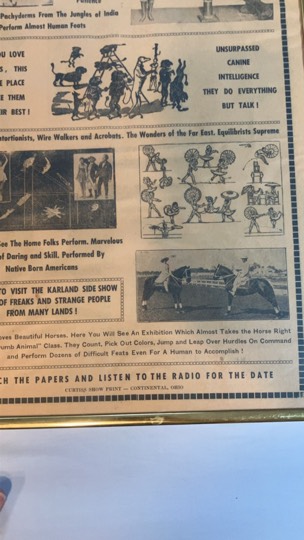 Pachyderms From The Jungles of India
Perform Almost Human Feats
OU LOVE
S, THIS
E PLACE
E THEM
IR BEST !
UNSURPASSED
CANINE
INTELLIGENCE
THEY DO EVERYTHING
BUT TALK !
ntortionists, Wire Walkers and Acrobats. The Wonders of the Far East. Equilibrists Supreme
See The Home Folks Perform. Marvelous
of Daring and Skill. Performed By
Native Born Americans
TO VISIT THE KARLAND SIDE SHOW
OF FREAKS AND STRANGE PEOPLE
FROM MANY LANDS !
oves Beautiful Horses. Here You Will See An Exhibition Which Almost Takes the Horse Right
umb Animal" Class. They Count, Pick Out Colors, Jump and Leap Over Hurdles On Command
and Perform Dozens of Difficult Feats Even For A Human to Accomplish !
CH THE PAPERS AND LISTEN TO THE RADIO FOR THE DATE
CURTISS SHOW PRINT — CONTINENTAL, OHIO